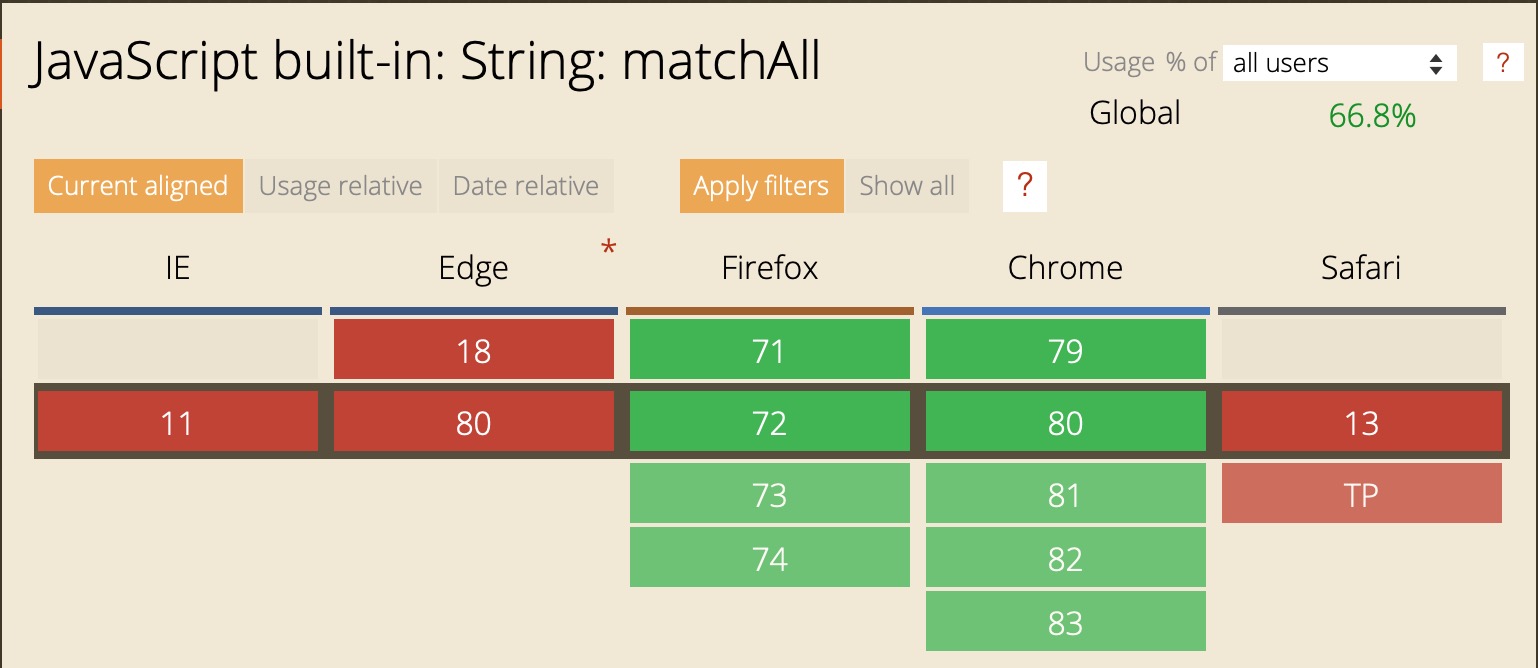 JavaScript built-in: String: matchAll
Usage % of all users ?
Global 66.8%
Current aligned Usage relative Date relative Apply filters Show all ?
IE Edge * Firefox Chrome Safari
18 71 79
11 80 72 80 13
73 81 TP
74 82
83